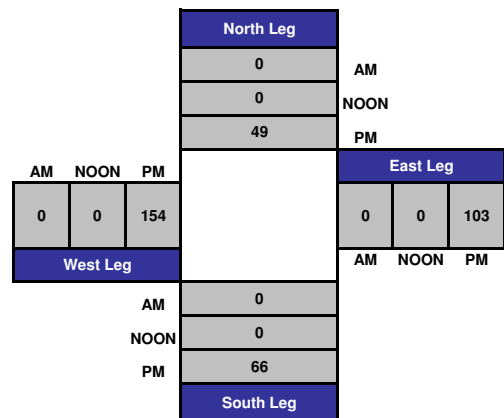 North Leg
0 AM
0 NOON
49 PM
AM NOON PM East Leg
0 0 154 0 0 103
West Leg AM NOON PM
AM 0
NOON 0
PM 66
South Leg